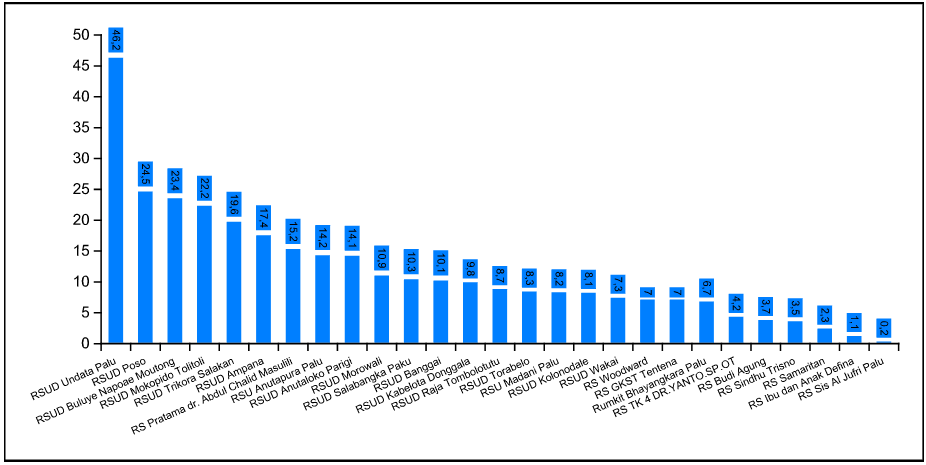 50
45
40
35
30
25
20
15
10
5
0
46,2
24,5
23,4
22,2
19,6
17,4
15,2
14,2
14,1
10,9
10,3
10,1
9,8
8,7
8,3
8,2
8,1
7,3
7
7
6,7
4,2
3,7
3,5
2,3
1,1
0,2
RSUD Undata Palu
RSUD Poso
RSUD Buluye Napoae Moutong
RSUD Mokopido Tolitoli
RSUD Trikora Salakan
RSUD Ampana
RS Pratama dr. Abdul Chalid Masulili
RSU Anutapura Palu
RSUD Anutaloko Parigi
RSUD Morowali
RSUD Salabangka Paku
RSUD Banggai
RSUD Kabelota Donggala
RSUD Raja Tombolotutu
RSUD Torabelo
RSU Madani Palu
RSUD Kolonodale
RSUD Wakai
RS Woodward
RS GKST Tentena
Rumkit Bhayangkara Palu
RS TK 4 DR.YANTO.SP.OT
RS Budi Agung
RS Sindhu Trisno
RS Samaritan
RS Ibu dan Anak Defina
RS Sis Al Jufri Palu